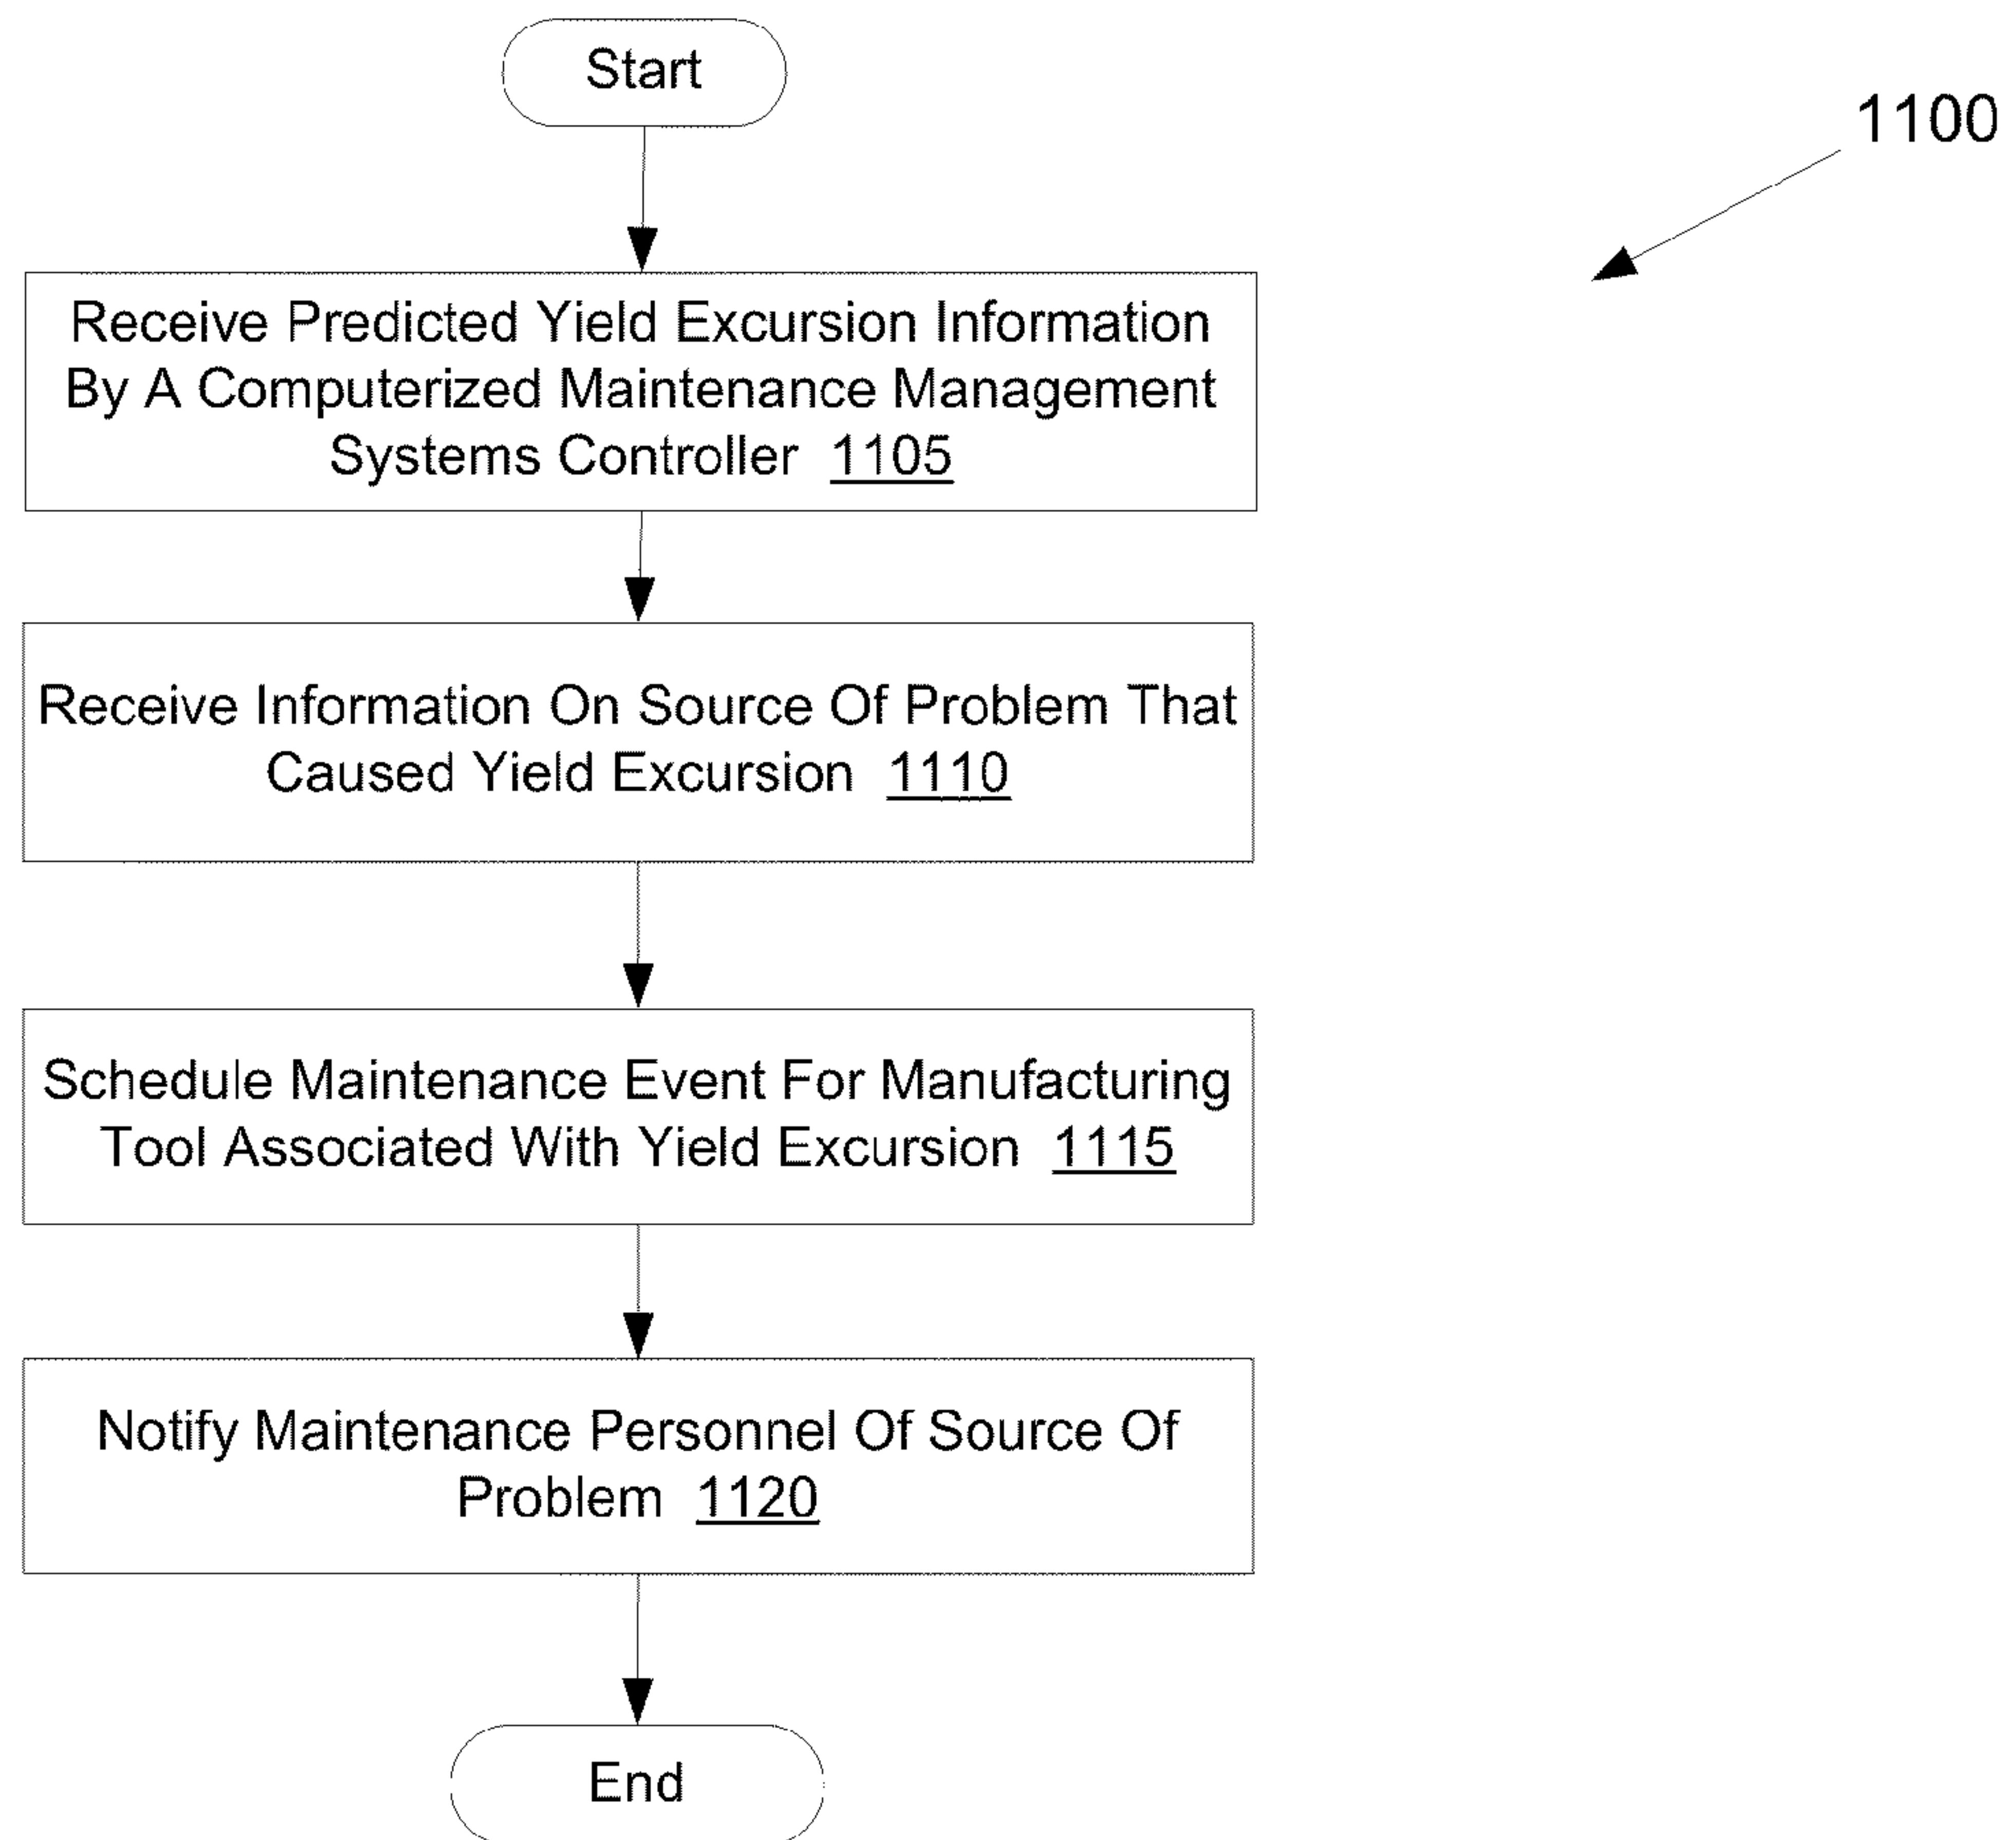 Start
1100
Receive Predicted Yield Excursion Information
By A Computerized Maintenance Management
Systems Controller 1105
Receive Information On Source Of Problem That
Caused Yield Excursion 1110
Schedule Maintenance Event For Manufacturing
Tool Associated With Yield Excursion 1115
Notify Maintenance Personnel Of Source Of
Problem 1120
End